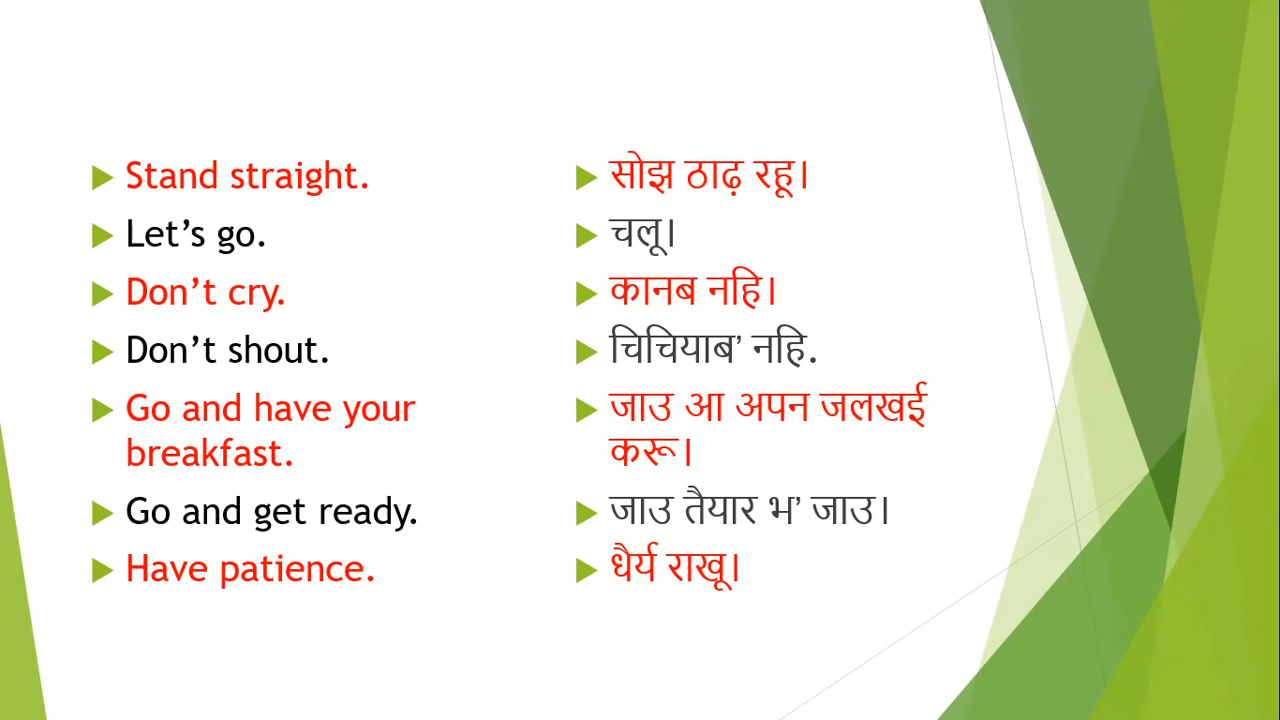 Stand straight.
Let’s go.
Don’t cry.
Don’t shout.
Go and have your
breakfast.
Go and get ready.
Have patience.
सोझ ठाढ़ रहू।
चलू।
कानब नहि।
चिचियाब’ नहि.
जाउ आ अपन जलखई
करू।
जाउ तैयार भ’ जाउ।
धैर्य राखू।